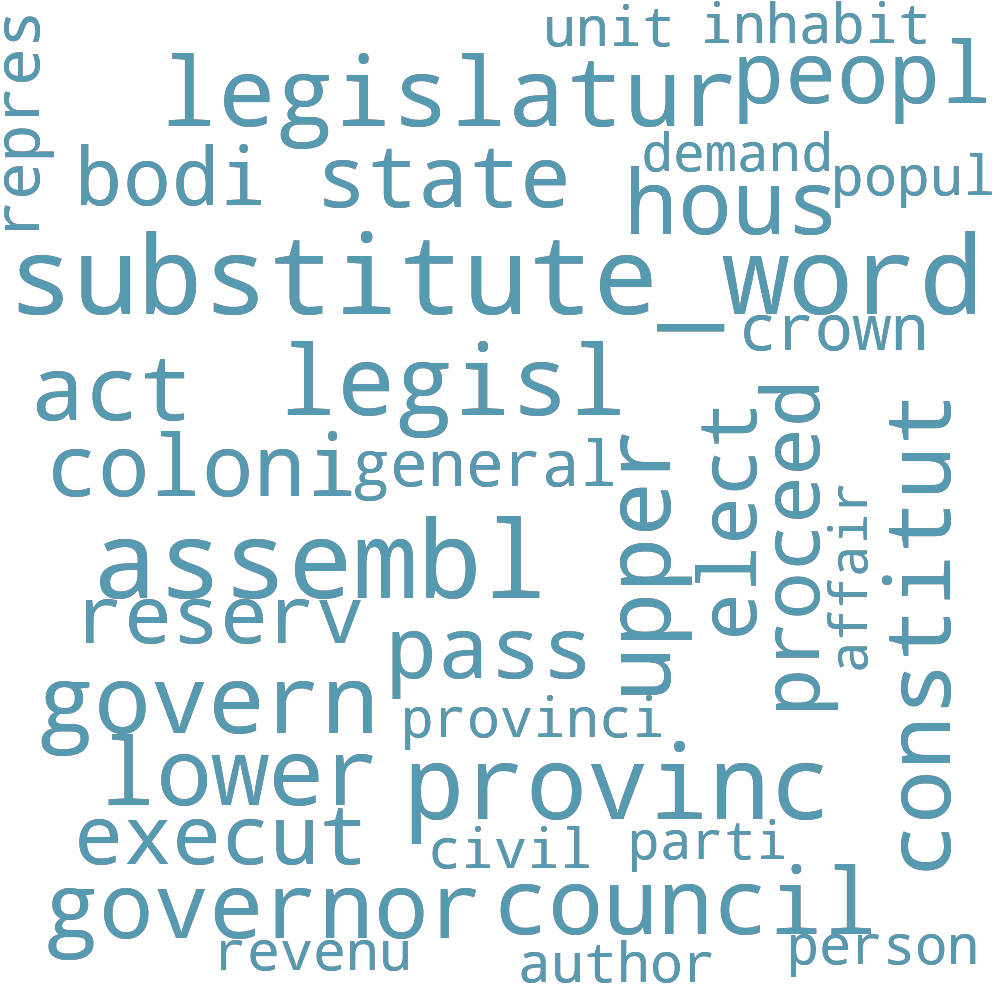 unit inhabit
repres
legislatur peopl
demand
bodi state hous popul
substitute_word
crown
act legisl
coloni general
upper elect proceed affair constitut
assembl
reserv
pass
govern
provinci
lower provinc
execut civil parti
governor council
revenu author person